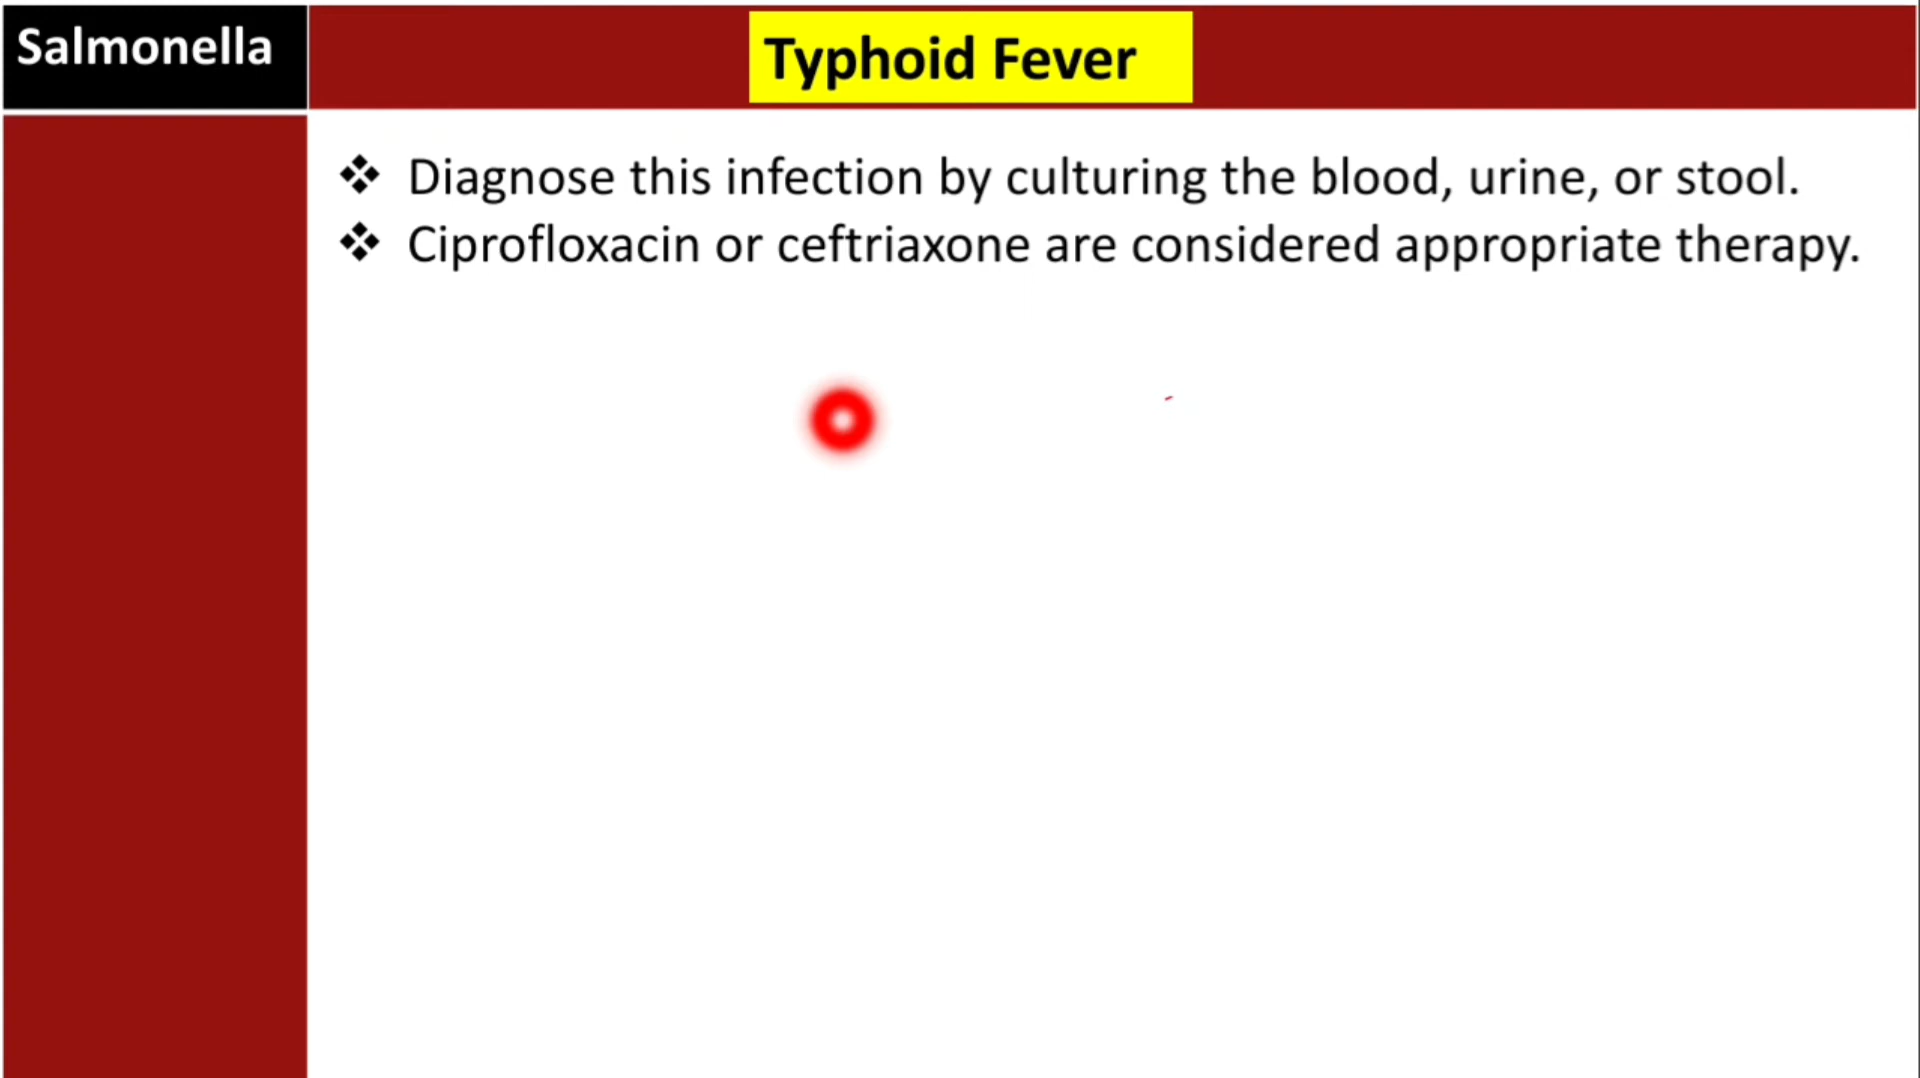 Salmonella
Typhoid Fever
❖ Diagnose this infection by culturing the blood, urine, or stool.
❖ Ciprofloxacin or ceftriaxone are considered appropriate therapy.